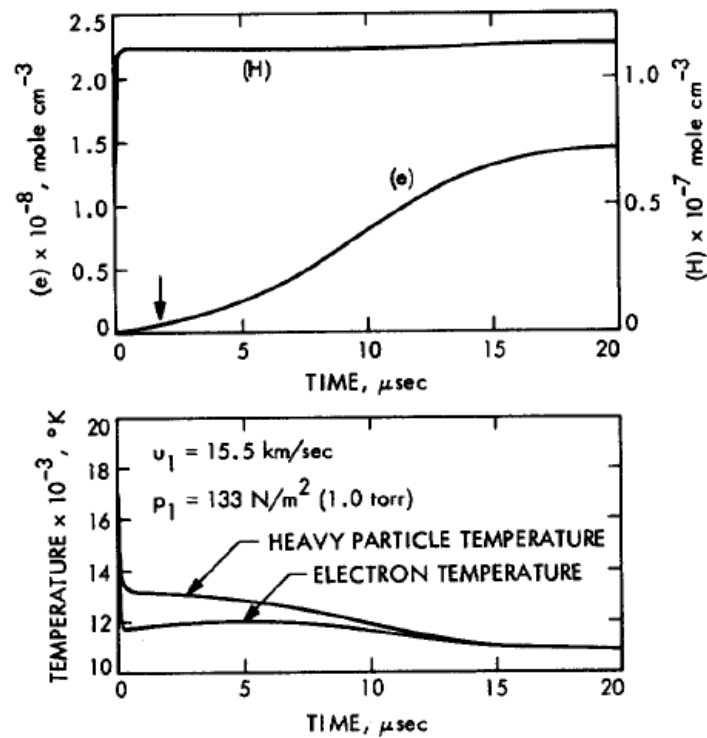 2.5
2.0
1.5
1.0
0.5
0
(e) × 10⁻⁸, mole cm⁻³
(H)
(e)
1.0
0.5
0
(H) × 10⁻⁷ mole cm⁻³
0 5 10 15 20
TIME, μsec
20
18
16
14
12
10
TEMPERATURE × 10⁻³, °K
υ₁ = 15.5 km/sec
p₁ = 133 N/m² (1.0 torr)
HEAVY PARTICLE TEMPERATURE
ELECTRON TEMPERATURE
0 5 10 15 20
TIME, μsec